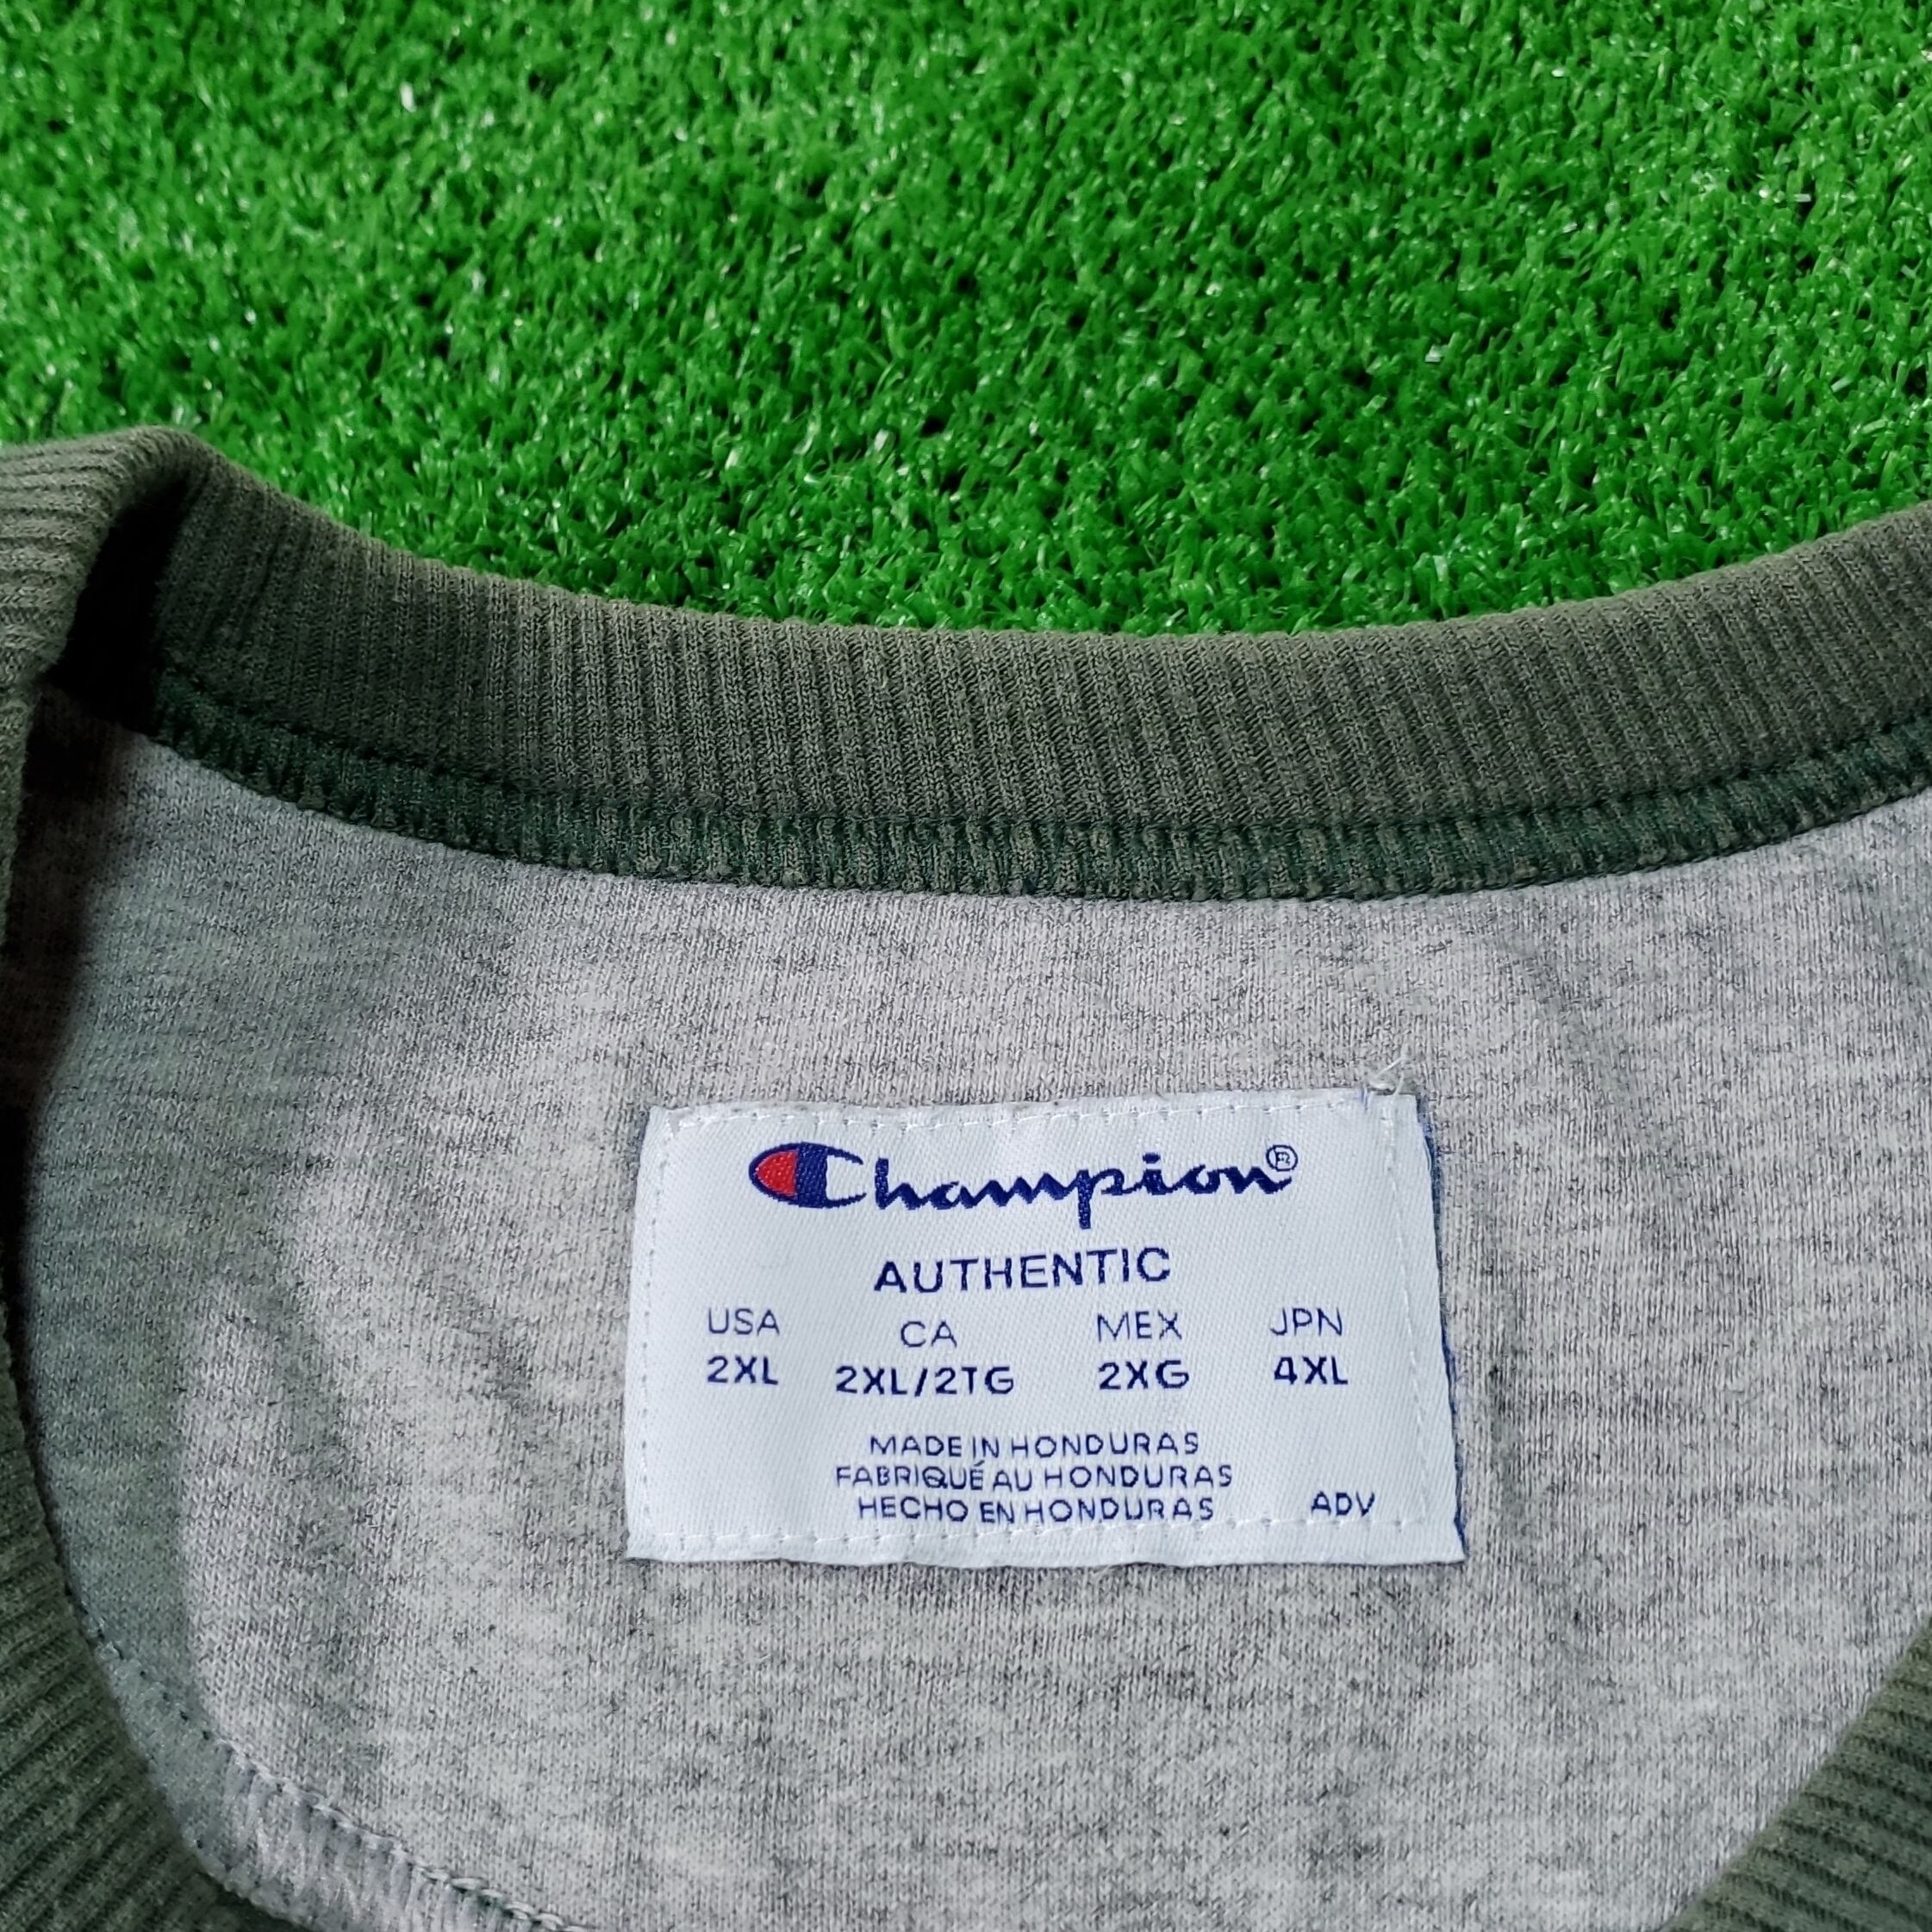 Champion®
AUTHENTIC
USA CA MEX JPN
2XL 2XL/2TG 2XG 4XL
MADE IN HONDURAS
FABRIQUÉ AU HONDURAS
HECHO EN HONDURAS ADV